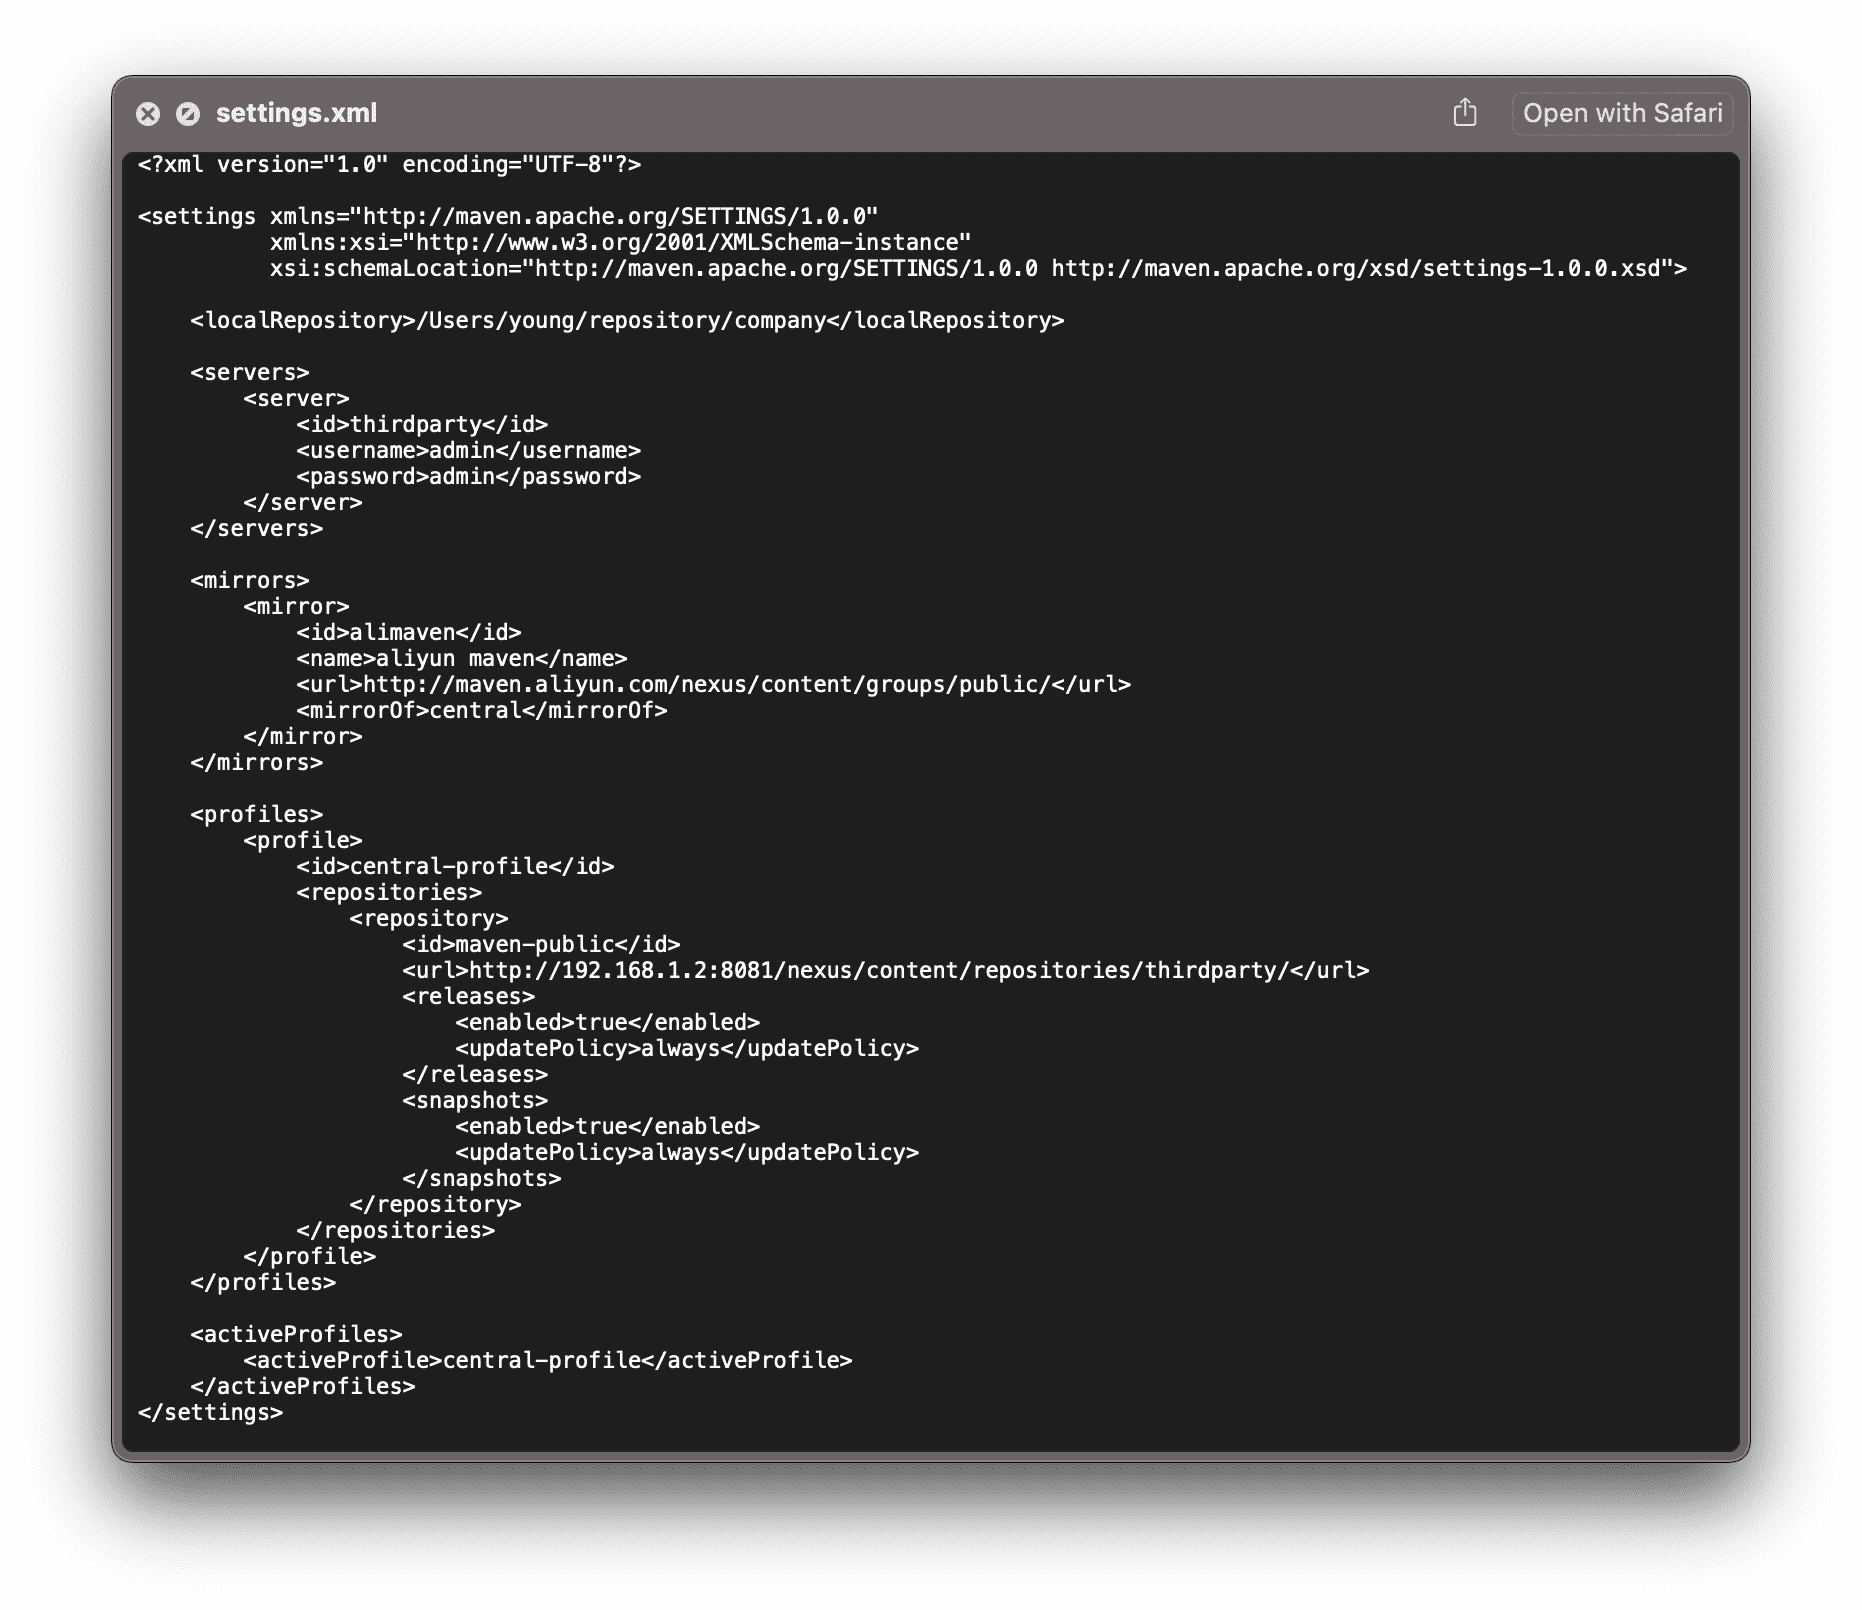 settings.xml
Open with Safari
<?xml version="1.0" encoding="UTF-8"?>
<settings xmlns="http://maven.apache.org/SETTINGS/1.0.0"
          xmlns:xsi="http://www.w3.org/2001/XMLSchema-instance"
          xsi:schemaLocation="http://maven.apache.org/SETTINGS/1.0.0 http://maven.apache.org/xsd/settings-1.0.0.xsd">
    <localRepository>/Users/young/repository/company</localRepository>
    <servers>
        <server>
            <id>thirdparty</id>
            <username>admin</username>
            <password>admin</password>
        </server>
    </servers>
    <mirrors>
        <mirror>
            <id>alimaven</id>
            <name>aliyun maven</name>
            <url>http://maven.aliyun.com/nexus/content/groups/public/</url>
            <mirrorOf>central</mirrorOf>
        </mirror>
    </mirrors>
    <profiles>
        <profile>
            <id>central-profile</id>
            <repositories>
                <repository>
                    <id>maven-public</id>
                    <url>http://192.168.1.2:8081/nexus/content/repositories/thirdparty/</url>
                    <releases>
                        <enabled>true</enabled>
                        <updatePolicy>always</updatePolicy>
                    </releases>
                    <snapshots>
                        <enabled>true</enabled>
                        <updatePolicy>always</updatePolicy>
                    </snapshots>
                </repository>
            </repositories>
        </profile>
    </profiles>
    <activeProfiles>
        <activeProfile>central-profile</activeProfile>
    </activeProfiles>
</settings>